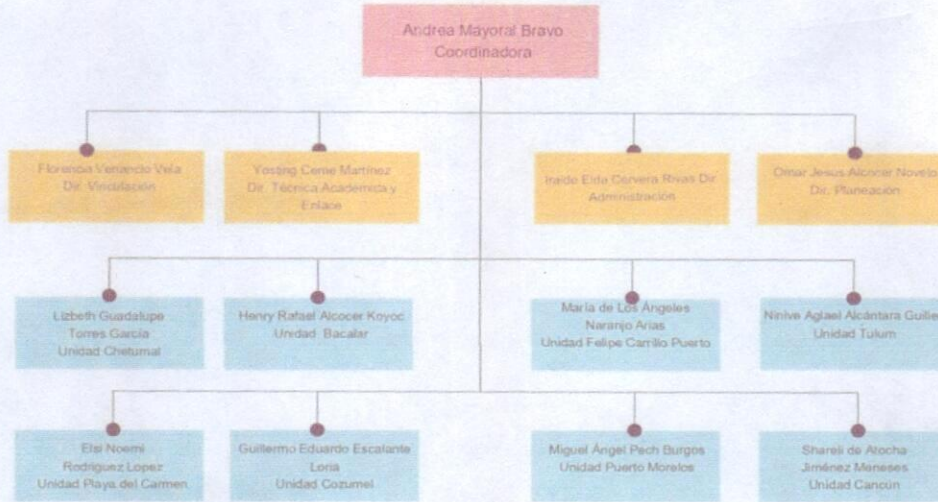 Andrea Mayoral Bravo
Coordinadora
Florencia Venancio Vela
Dir. Vinculación
Yosting Ceme Martínez
Dir. Técnica Academida y
Enlace
Iraide Elda Cervera Rivas Dir
Administración
Omar Jesus Alcocer Novelo
Dir. Planeación
Lizbeth Guadalupe
Torres García
Unidad Chetumal
Henry Rafael Alcocer Koyoc
Unidad Bacalar
María de Los Ángeles
Naranjo Arias
Unidad Felipe Carrillo Puerto
Ninive Aglael Alcántara Guille
Unidad Tulum
Elsi Noemi
Rodriguez Lopez
Unidad Playa del Carmen
Guillermo Eduardo Escalante
Loria
Unidad Cozumel
Miguel Ángel Pech Burgos
Unidad Puerto Morelos
Shareli de Atocha
Jiménez Meneses
Unidad Cancún